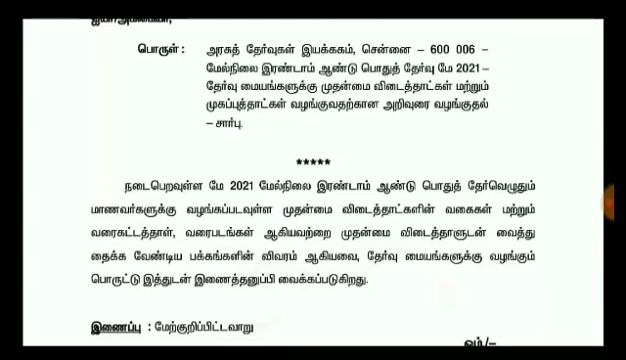 ஐயா/அம்மையீர்,
பொருள் : அரசுத் தேர்வுகள் இயக்ககம், சென்னை – 600 006 –
மேல்நிலை இரண்டாம் ஆண்டு பொதுத் தேர்வு மே 2021 –
தேர்வு மையங்களுக்கு முதன்மை விடைத்தாட்கள் மற்றும்
முகப்புத்தாட்கள் வழங்குவதற்கான அறிவுரை வழங்குதல்
– சார்பு.
*****
நடைபெறவுள்ள மே 2021 மேல்நிலை இரண்டாம் ஆண்டு பொதுத் தேர்வெழுதும்
மாணவர்களுக்கு வழங்கப்படவுள்ள முதன்மை விடைத்தாட்களின் வகைகள் மற்றும்
வரைகட்டத்தாள், வரைபடங்கள் ஆகியவற்றை முதன்மை விடைத்தாளுடன் வைத்து
தைக்க வேண்டிய பக்கங்களின் விவரம் ஆகியவை, தேர்வு மையங்களுக்கு வழங்கும்
பொருட்டு இத்துடன் இணைத்தனுப்பி வைக்கப்படுகிறது.
இணைப்பு : மேற்குறிப்பிட்டவாறு
ஒம்/–